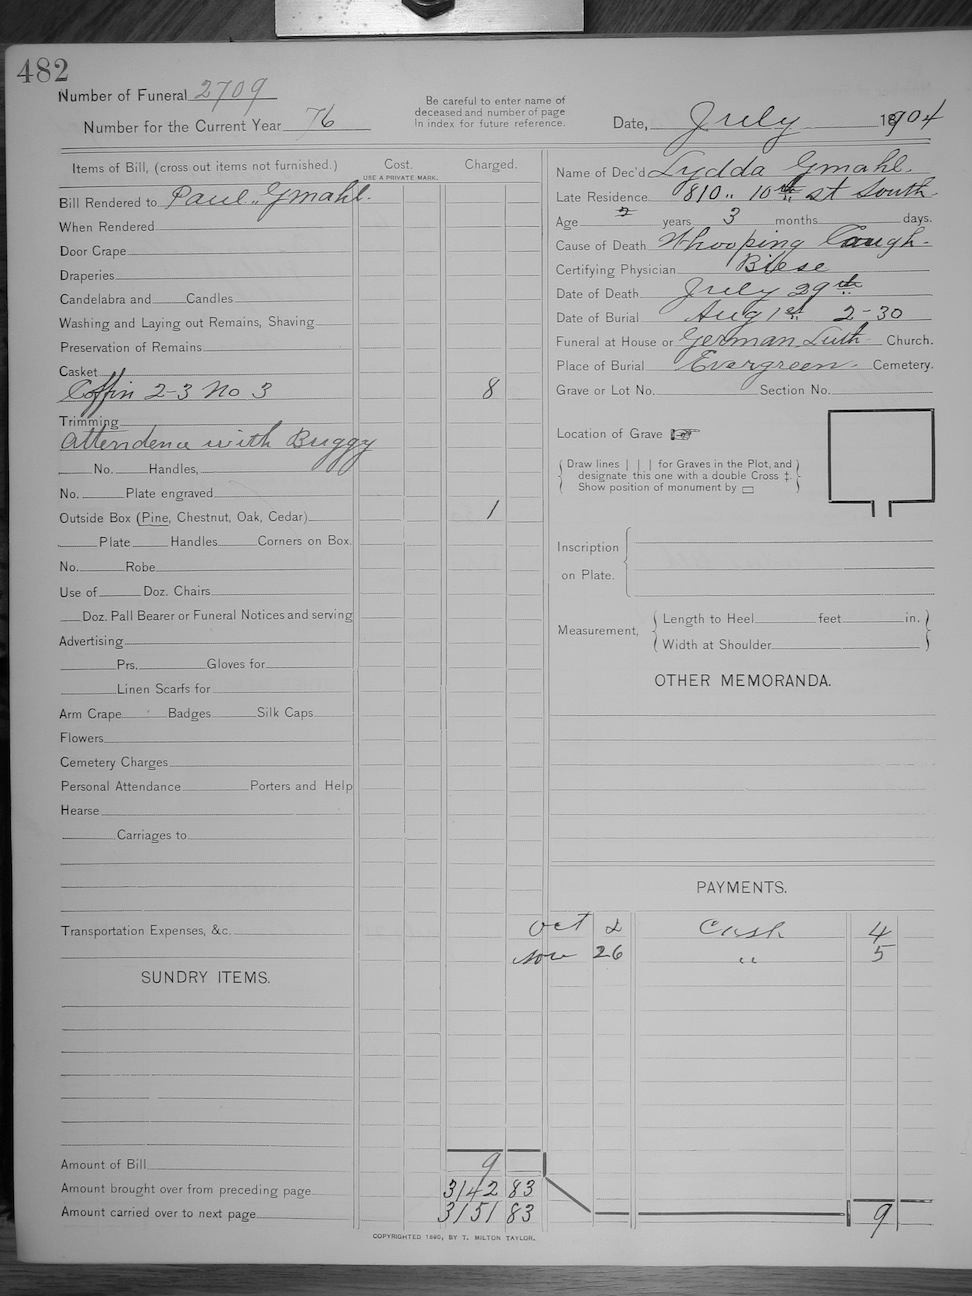 482
Number of Funeral 2709
Number for the Current Year 76
Be careful to enter name of
deceased and number of page
in index for future reference.
Date, July 1904
Items of Bill, (cross out items not furnished.)
Cost.
USE A PRIVATE MARK.
Charged.
Bill Rendered to Paul Gmahl.
When Rendered
Door Crape
Draperies
Candelabra and Candles
Washing and Laying out Remains, Shaving
Preservation of Remains
Casket
Coffin 2-3 No 3 8
Trimming
Attendence with Buggy
No. Handles,
No. Plate engraved
Outside Box (Pine, Chestnut, Oak, Cedar) 1
Plate Handles Corners on Box.
No. Robe
Use of Doz. Chairs
Doz. Pall Bearer or Funeral Notices and serving
Advertising
Prs. Gloves for
Linen Scarfs for
Arm Crape Badges Silk Caps
Flowers
Cemetery Charges
Personal Attendance Porters and Help
Hearse
Carriages to
Transportation Expenses, &c.
SUNDRY ITEMS.
Amount of Bill 9
Amount brought over from preceding page 3142 83
Amount carried over to next page 3151 83
Name of Dec'd Lydda Gmahl.
Late Residence 810 10th St South
Age 2 years 3 months days.
Cause of Death Whooping Cough.
Certifying Physician Biese
Date of Death July 29th
Date of Burial Aug 1st 2-30
Funeral at House or German Luth Church.
Place of Burial Evergreen. Cemetery.
Grave or Lot No. Section No.
Location of Grave
Draw lines | | | for Graves in the Plot, and
designate this one with a double Cross ‡.
Show position of monument by ▭
Inscription
on Plate.
Measurement,
Length to Heel feet in.
Width at Shoulder
OTHER MEMORANDA.
PAYMENTS.
Oct 2 Cash 4
Nov 26 " 5
9
COPYRIGHTED 1890, BY T. MILTON TAYLOR.